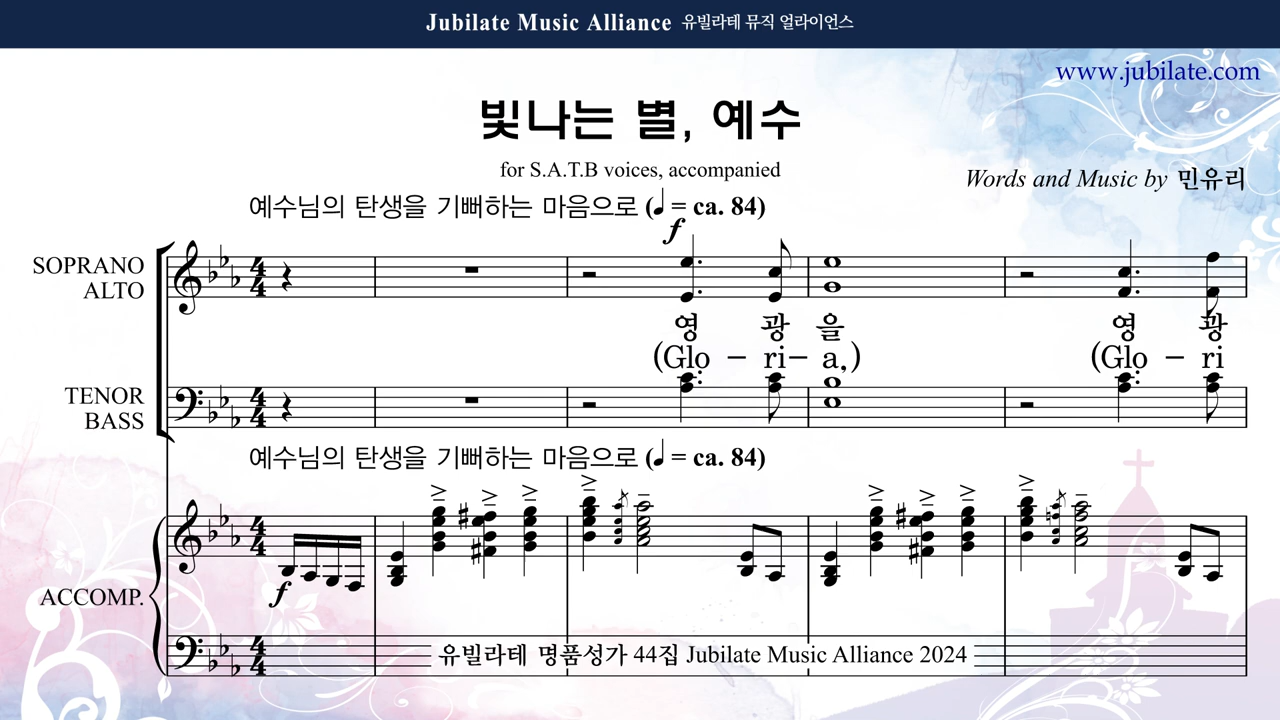 Jubilate Music Alliance 유빌라테 뮤직 얼라이언스
www.jubilate.com
빛나는 별, 예수
for S.A.T.B voices, accompanied
Words and Music by 민유리
예수님의 탄생을 기뻐하는 마음으로 (♩ = ca. 84)
f
SOPRANO
ALTO
영 광 을 영 광
(Glo – ri – a,) (Glo – ri
TENOR
BASS
예수님의 탄생을 기뻐하는 마음으로 (♩ = ca. 84)
ACCOMP.
f
유빌라테 명품성가 44집 Jubilate Music Alliance 2024